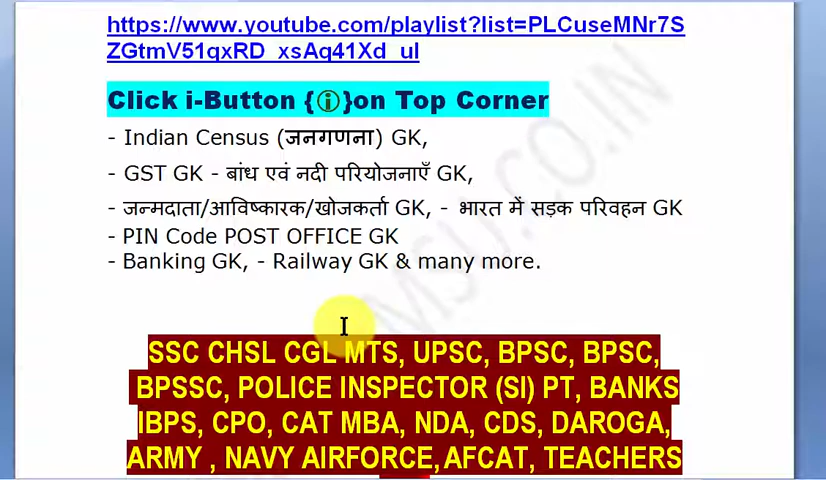 https://www.youtube.com/playlist?list=PLCuseMNr7S
ZGtmV51qxRD_xsAq41Xd_ul
Click i-Button {i}on Top Corner
- Indian Census (जनगणना) GK,
- GST GK - बांध एवं नदी परियोजनाएँ GK,
- जन्मदाता/आविष्कारक/खोजकर्ता GK, - भारत में सड़क परिवहन GK
- PIN Code POST OFFICE GK
- Banking GK, - Railway GK & many more.
SSC CHSL CGL MTS, UPSC, BPSC, BPSC,
BPSSC, POLICE INSPECTOR (SI) PT, BANKS
IBPS, CPO, CAT MBA, NDA, CDS, DAROGA,
ARMY , NAVY AIRFORCE, AFCAT, TEACHERS